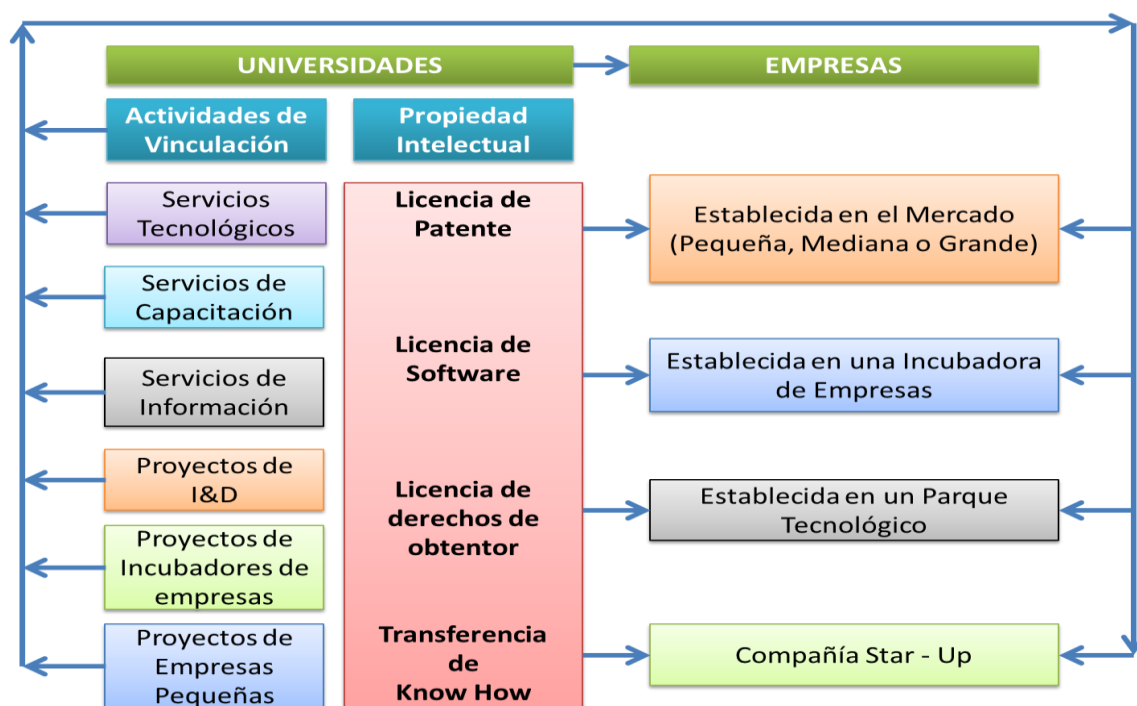 UNIVERSIDADES
EMPRESAS
Actividades de
Vinculación
Propiedad
Intelectual
Servicios
Tecnológicos
Servicios de
Capacitación
Servicios de
Información
Proyectos de
I&D
Proyectos de
Incubadores de
empresas
Proyectos de
Empresas
Pequeñas
Licencia de
Patente
Licencia de
Software
Licencia de
derechos de
obtentor
Transferencia
de
Know How
Establecida en el Mercado
(Pequeña, Mediana o Grande)
Establecida en una Incubadora
de Empresas
Establecida en un Parque
Tecnológico
Compañía Star - Up